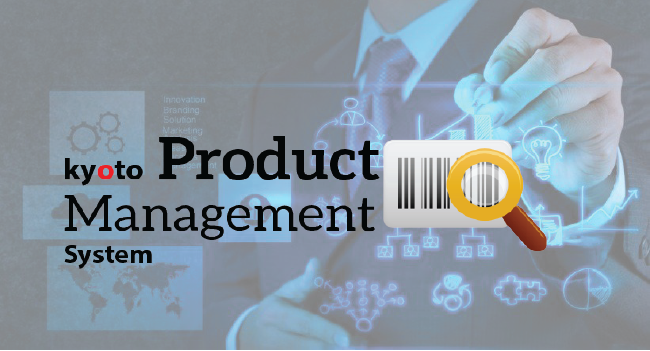 Innovation
Branding
Solution
Marketing
kyoto Product
Management
System